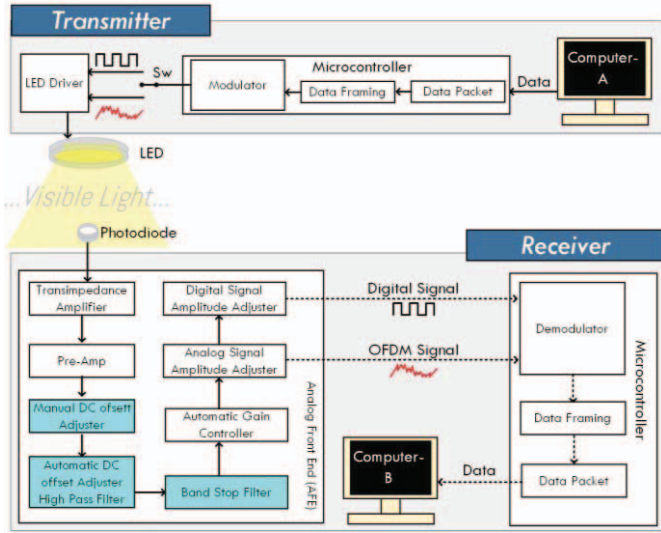 Transmitter
LED Driver
Sw
Microcontroller
Modulator
Data Framing
Data Packet
Data
Computer-
A
LED
...Visible Light...
Photodiode
Receiver
Transimpedance
Amplifier
Pre-Amp
Manual DC ofsett
Adjuster
Automatic DC
offset Adjuster
High Pass Filter
Digital Signal
Amplitude Adjuster
Analog Signal
Amplitude Adjuster
Automatic Gain
Controller
Band Stop Filter
Analog Front End (AFE)
Digital Signal
OFDM Signal
Demodulator
Data Framing
Data Packet
Microcontroller
Data
Computer-
B